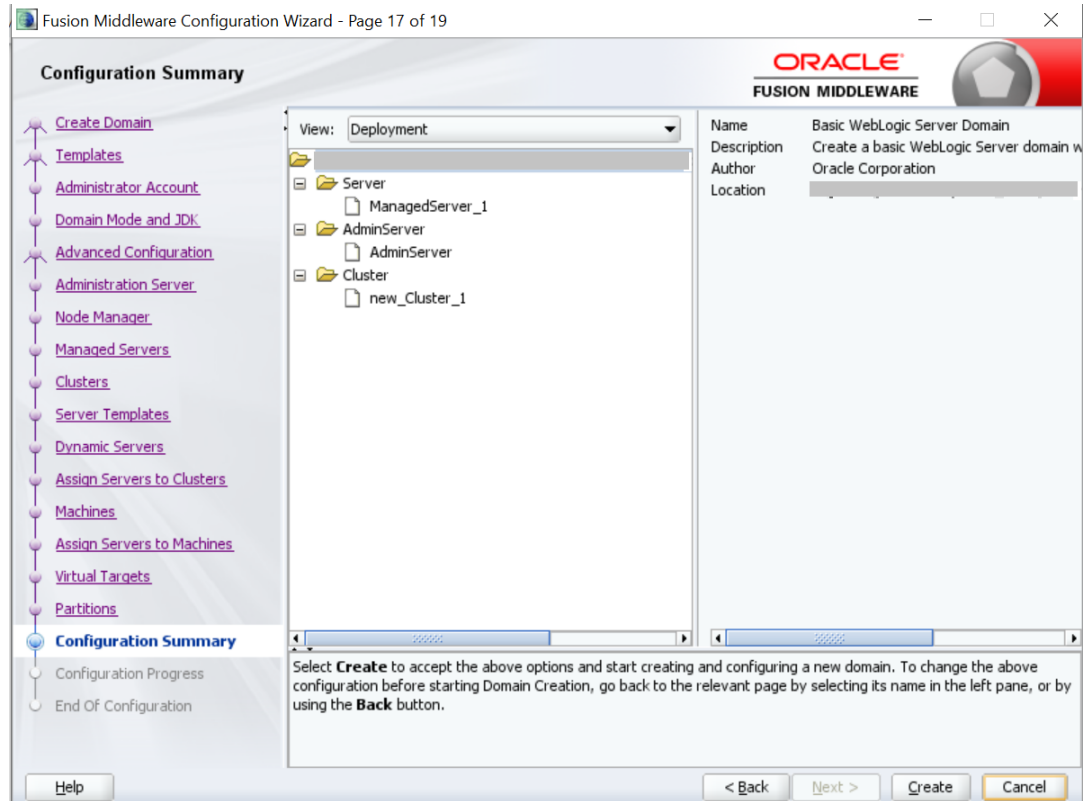 Fusion Middleware Configuration Wizard - Page 17 of 19
Configuration Summary
ORACLE
FUSION MIDDLEWARE
Create Domain
Templates
Administrator Account
Domain Mode and JDK
Advanced Configuration
Administration Server
Node Manager
Managed Servers
Clusters
Server Templates
Dynamic Servers
Assign Servers to Clusters
Machines
Assign Servers to Machines
Virtual Targets
Partitions
Configuration Summary
Configuration Progress
End Of Configuration
View: Deployment
Server
ManagedServer_1
AdminServer
AdminServer
Cluster
new_Cluster_1
Name Basic WebLogic Server Domain
Description Create a basic WebLogic Server domain w
Author Oracle Corporation
Location
Select Create to accept the above options and start creating and configuring a new domain. To change the above
configuration before starting Domain Creation, go back to the relevant page by selecting its name in the left pane, or by
using the Back button.
Help
< Back
Next >
Create
Cancel